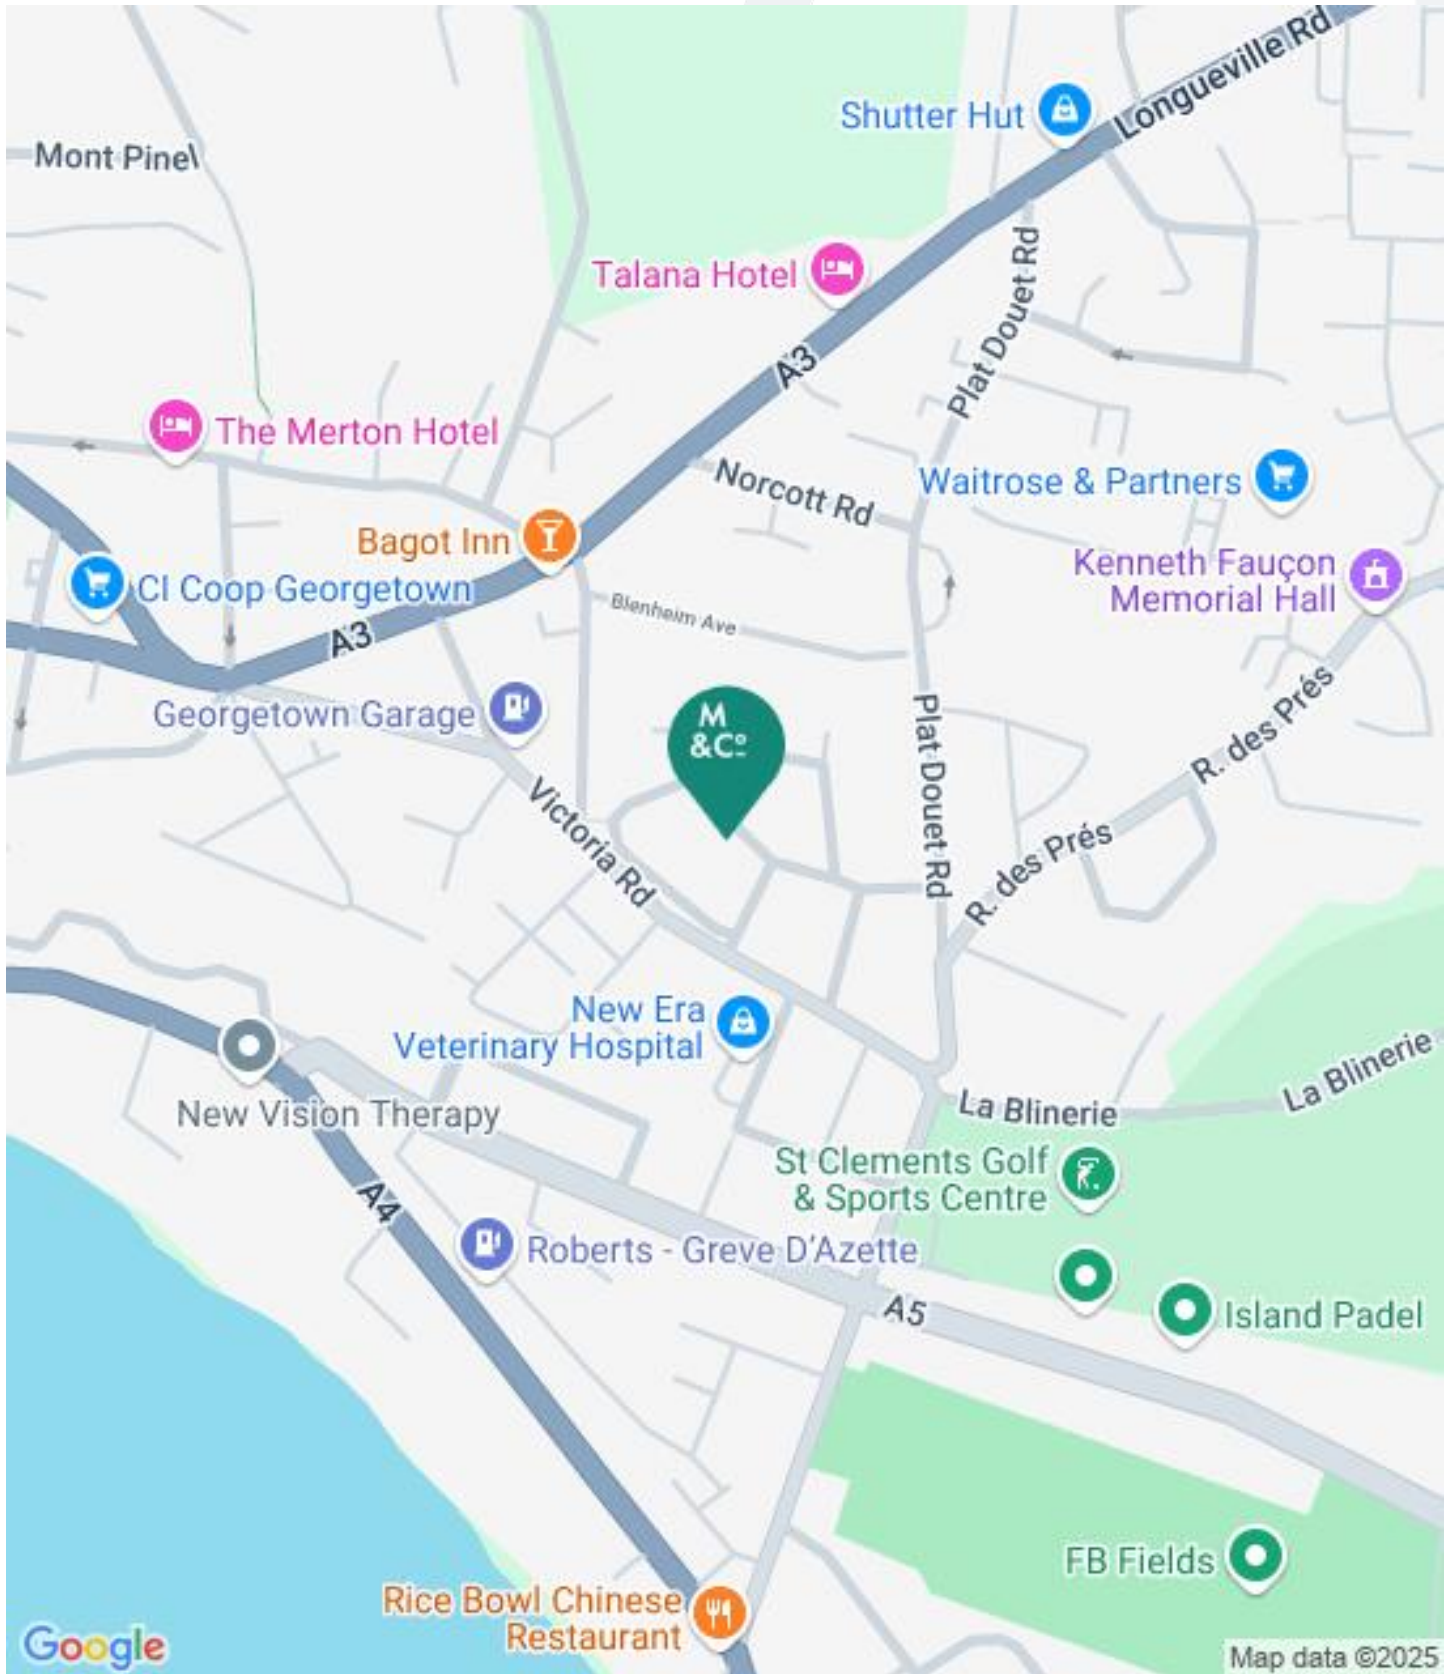 Longueville Rd
Shutter Hut
Mont Pinel
Talana Hotel
Plat Douet Rd
A3
The Merton Hotel
Norcott Rd
Waitrose & Partners
Bagot Inn
Kenneth Fauçon
Memorial Hall
CI Coop Georgetown
A3
Blenheim Ave
Georgetown Garage
M
&Cº
R. des Prés
Plat Douet Rd
Victoria Rd
R. des Prés
New Era
Veterinary Hospital
La Blinerie
La Blinerie
New Vision Therapy
St Clements Golf
& Sports Centre
A4
Roberts - Greve D'Azette
A5
Island Padel
FB Fields
Rice Bowl Chinese
Restaurant
Google
Map data ©2025